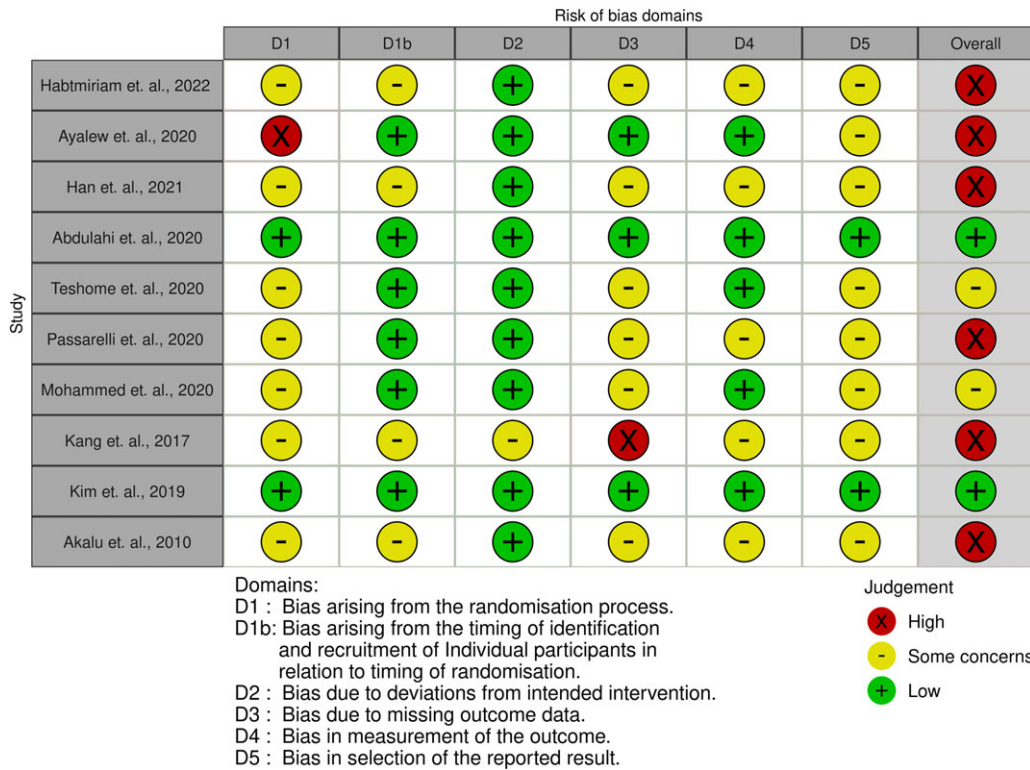 Risk of bias domains
D1 D1b D2 D3 D4 D5 Overall
Study
Habtmiriam et. al., 2022 - - + - - - X
Ayalew et. al., 2020 X + + + + - X
Han et. al., 2021 - - + - - - X
Abdulahi et. al., 2020 + + + + + + +
Teshome et. al., 2020 - + + - + - -
Passarelli et. al., 2020 - + + - - - X
Mohammed et. al., 2020 - + + - + - -
Kang et. al., 2017 - - - X - - X
Kim et. al., 2019 + + + + + + +
Akalu et. al., 2010 - - + - - - X
Domains:
D1 : Bias arising from the randomisation process.
D1b: Bias arising from the timing of identification
and recruitment of Individual participants in
relation to timing of randomisation.
D2 : Bias due to deviations from intended intervention.
D3 : Bias due to missing outcome data.
D4 : Bias in measurement of the outcome.
D5 : Bias in selection of the reported result.
Judgement
X High
- Some concerns
+ Low